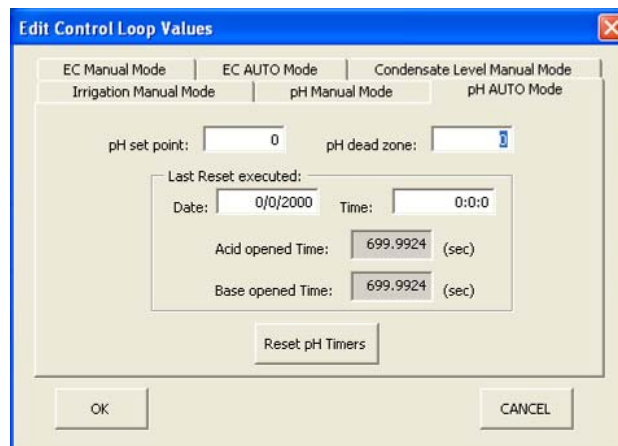 Edit Control Loop Values
EC Manual Mode EC AUTO Mode Condensate Level Manual Mode
Irrigation Manual Mode pH Manual Mode pH AUTO Mode
pH set point: 0 pH dead zone: 0
Last Reset executed:
Date: 0/0/2000 Time: 0:0:0
Acid opened Time: 699.9924 (sec)
Base opened Time: 699.9924 (sec)
Reset pH Timers
OK CANCEL